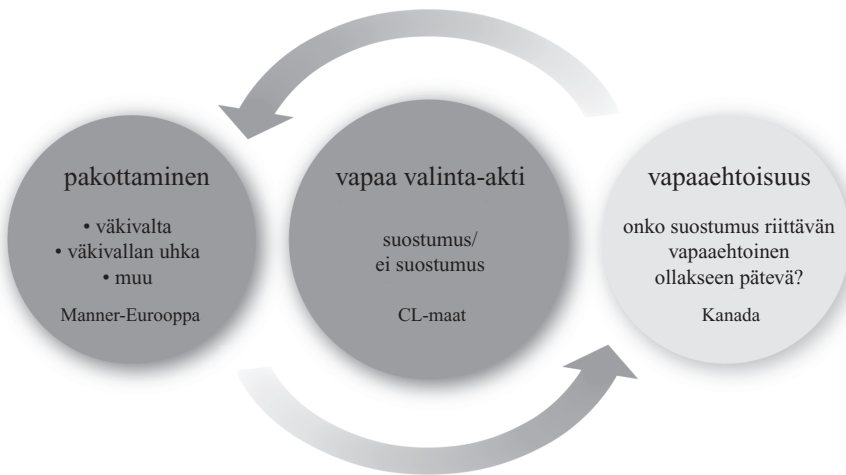 pakottaminen
• väkivalta
• väkivallan uhka
• muu
Manner-Eurooppa
vapaa valinta-akti
suostumus/
ei suostumus
CL-maat
vapaaehtoisuus
onko suostumus riittävän
vapaaehtoinen
ollakseen pätevä?
Kanada